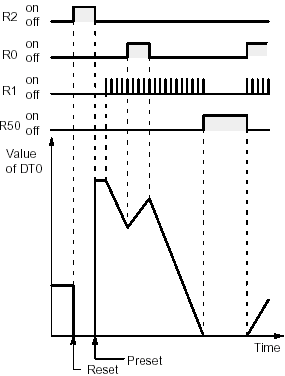 R2 on
off
R0 on
off
R1 on
off
R50 on
off
Value
of DT0
Time
Preset
Reset